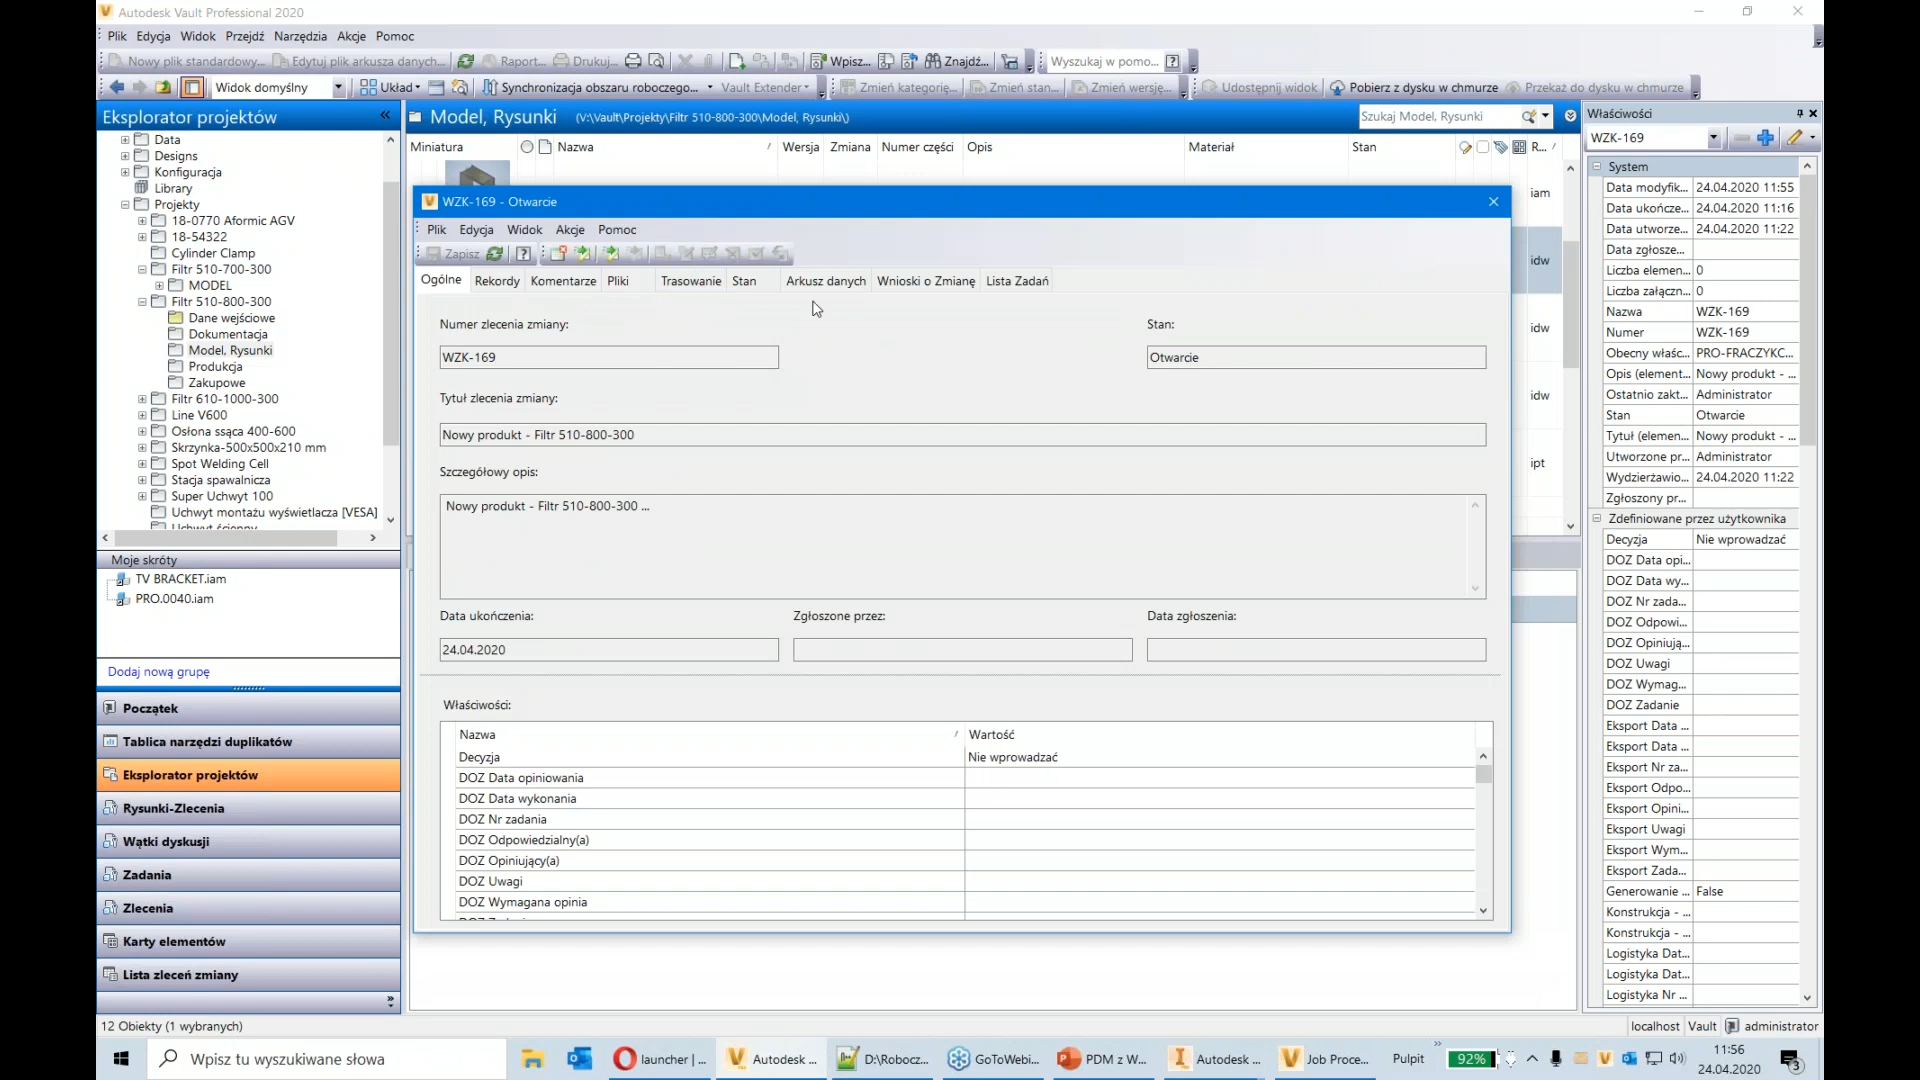 Autodesk Vault Professional 2020
Plik Edycja Widok Przejdź Narzędzia Akcje Pomoc
Nowy plik standardowy... Edytuj plik arkusza danych... Raport... Drukuj... Wpisz... Znajdź... Wyszukaj w pomo...
Widok domyślny Układ Synchronizacja obszaru roboczego... Vault Extender Zmień kategorię... Zmień stan... Zmień wersję... Udostępnij widok Pobierz z dysku w chmurze Przekaż do dysku w chmurze
Eksplorator projektów
Data
Designs
Konfiguracja
Library
Projekty
18-0770 Aformic AGV
18-54322
Cylinder Clamp
Filtr 510-700-300
MODEL
Filtr 510-800-300
Dane wejściowe
Dokumentacja
Model, Rysunki
Produkcja
Zakupowe
Filtr 610-1000-300
Line V600
Osłona ssąca 400-600
Skrzynka-500x500x210 mm
Spot Welding Cell
Stacja spawalnicza
Super Uchwyt 100
Uchwyt montażu wyświetlacza [VESA]
Uchwyt ścienny
Moje skróty
TV BRACKET.iam
PRO.0040.iam
Dodaj nową grupę
Początek
Tablica narzędzi duplikatów
Eksplorator projektów
Rysunki-Zlecenia
Wątki dyskusji
Zadania
Zlecenia
Karty elementów
Lista zleceń zmiany
12 Obiekty (1 wybranych)
Model, Rysunki (V:\Vault\Projekty\Filtr 510-800-300\Model, Rysunki\)
Szukaj Model, Rysunki
Miniatura Nazwa Wersja Zmiana Numer części Opis Materiał Stan R...
iam
idw
idw
idw
ipt
WZK-169 - Otwarcie
Plik Edycja Widok Akcje Pomoc
Zapisz
Ogólne Rekordy Komentarze Pliki Trasowanie Stan Arkusz danych Wnioski o Zmianę Lista Zadań
Numer zlecenia zmiany: Stan:
WZK-169 Otwarcie
Tytuł zlecenia zmiany:
Nowy produkt - Filtr 510-800-300
Szczegółowy opis:
Nowy produkt - Filtr 510-800-300 ...
Data ukończenia: Zgłoszone przez: Data zgłoszenia:
24.04.2020
Właściwości:
Nazwa Wartość
Decyzja Nie wprowadzać
DOZ Data opiniowania
DOZ Data wykonania
DOZ Nr zadania
DOZ Odpowiedzialny(a)
DOZ Opiniujący(a)
DOZ Uwagi
DOZ Wymagana opinia
Właściwości
WZK-169
System
Data modyfik... 24.04.2020 11:55
Data ukończe... 24.04.2020 11:16
Data utworze... 24.04.2020 11:22
Data zgłosze...
Liczba elemen... 0
Liczba załączn... 0
Nazwa WZK-169
Numer WZK-169
Obecny właśc... PRO-FRACZYKC...
Opis (element... Nowy produkt - ...
Ostatnio zakt... Administrator
Stan Otwarcie
Tytuł (elemen... Nowy produkt - ...
Utworzone pr... Administrator
Wydzierżawio... 24.04.2020 11:22
Zgłoszony pr...
Zdefiniowane przez użytkownika
Decyzja Nie wprowadzać
DOZ Data opi...
DOZ Data wy...
DOZ Nr zada...
DOZ Odpowi...
DOZ Opiniują...
DOZ Uwagi
DOZ Wymag...
DOZ Zadanie
Eksport Data ...
Eksport Data ...
Eksport Nr za...
Eksport Odpo...
Eksport Opini...
Eksport Uwagi
Eksport Wym...
Eksport Zada...
Generowanie ... False
Konstrukcja - ...
Konstrukcja - ...
Logistyka Dat...
Logistyka Dat...
Logistyka Nr ...
localhost Vault administrator
Wpisz tu wyszukiwane słowa
launcher | ... Autodesk ... D:\Robocz... GoToWebi... PDM z W... Autodesk ... Job Proce... Pulpit 92%
11:56
24.04.2020
3